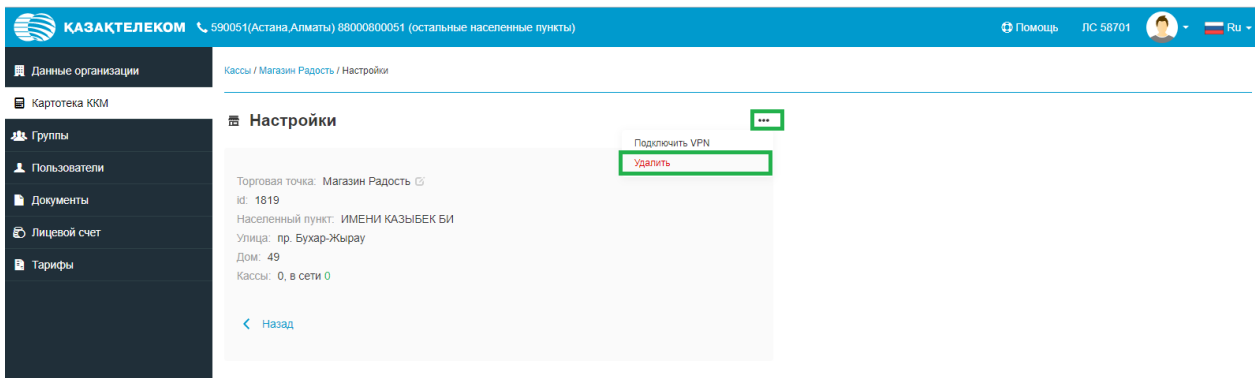 ҚАЗАҚТЕЛЕКОМ 590051(Астана,Алматы) 88000800051 (остальные населенные пункты) Помощь ЛС 58701 Ru
Данные организации
Картотека ККМ
Группы
Пользователи
Документы
Лицевой счет
Тарифы
Кассы / Магазин Радость / Настройки
Настройки
Подключить VPN
Удалить
Торговая точка: Магазин Радость
id: 1819
Населенный пункт: ИМЕНИ КАЗЫБЕК БИ
Улица: пр. Бухар-Жырау
Дом: 49
Кассы: 0, в сети 0
Назад